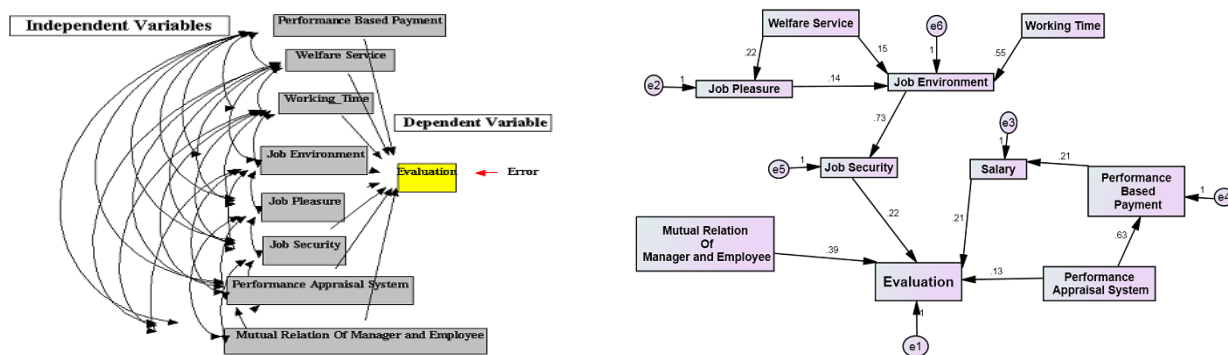 Independent Variables
Performance Based Payment
Welfare Service
Working_Time
Dependent Variable
Job Environment
Evaluation
Error
Job Pleasure
Job Security
Performance Appraisal System
Mutual Relation Of Manager and Employee
Welfare Service
e6
Working Time
.22
.15
1
.55
e2
1
Job Pleasure
.14
Job Environment
.73
e3
1
e5
1
Job Security
Salary
.21
Performance
Based
Payment
1
e4
.22
.21
.63
Mutual Relation
Of
Manager and Employee
.39
Evaluation
.13
Performance
Appraisal System
1
e1